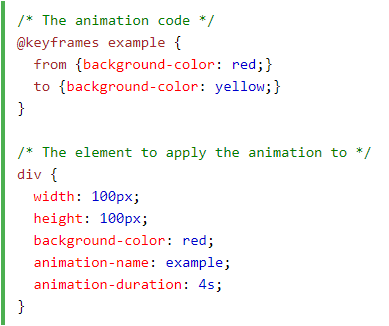 /* The animation code */
@keyframes example {
  from {background-color: red;}
  to {background-color: yellow;}
}

/* The element to apply the animation to */
div {
  width: 100px;
  height: 100px;
  background-color: red;
  animation-name: example;
  animation-duration: 4s;
}